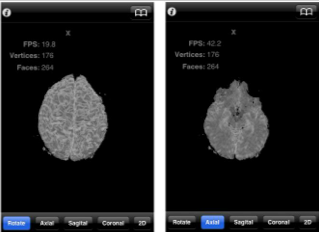 X
FPS: 19.8
Vertices: 176
Faces: 264
Rotate Axial Sagital Coronal 2D
X
FPS: 42.2
Vertices: 176
Faces: 264
Rotate Axial Sagital Coronal 2D